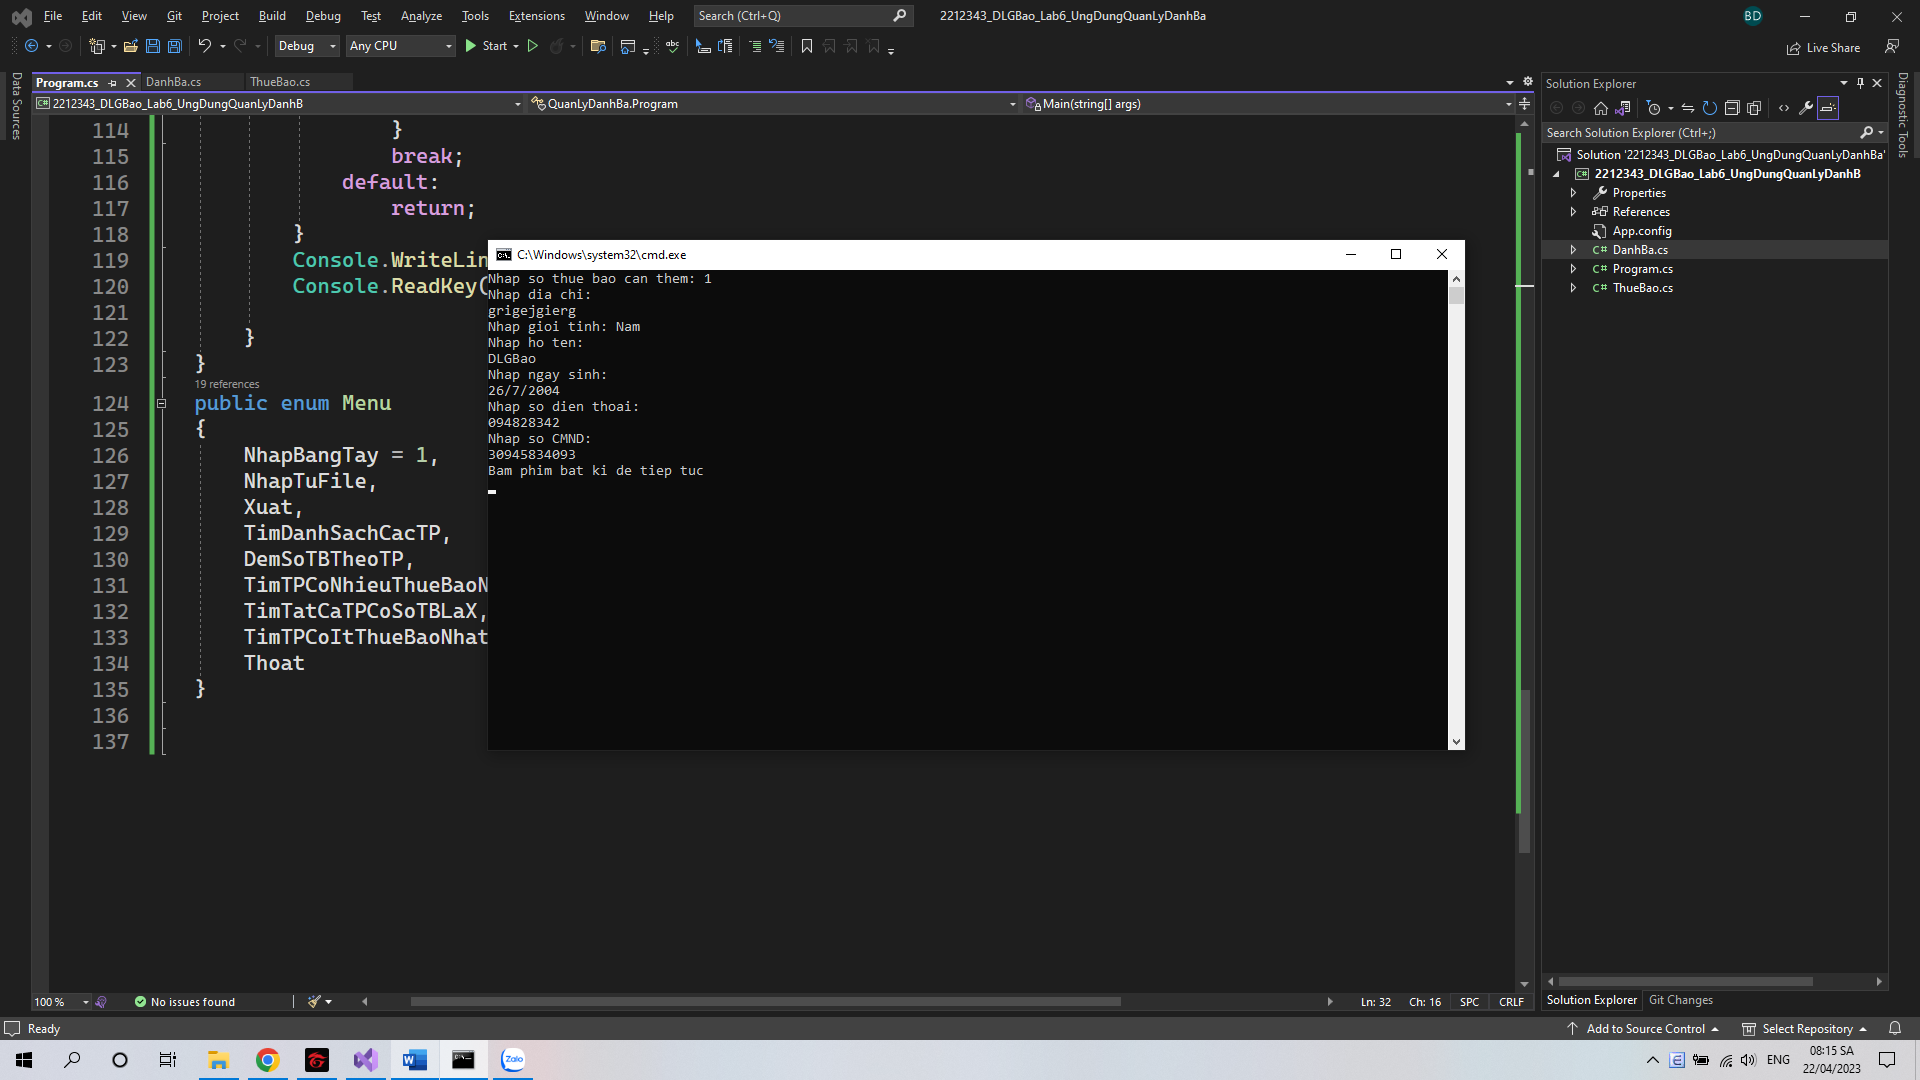 File Edit View Git Project Build Debug Test Analyze Tools Extensions Window Help Search (Ctrl+Q) 2212343_DLGBao_Lab6_UngDungQuanLyDanhBa BD
Debug Any CPU Start Live Share
Data Sources
Program.cs DanhBa.cs ThueBao.cs
2212343_DLGBao_Lab6_UngDungQuanLyDanhB QuanLyDanhBa.Program Main(string[] args)
114 }
115 break;
116 default:
117 return;
118 }
119 Console.WriteLin
120 Console.ReadKey(
121
122 }
123 }
19 references
124 public enum Menu
125 {
126 NhapBangTay = 1,
127 NhapTuFile,
128 Xuat,
129 TimDanhSachCacTP,
130 DemSoTBTheoTP,
131 TimTPCoNhieuThueBaoN
132 TimTatCaTPCoSoTBLaX,
133 TimTPCoItThueBaoNhat
134 Thoat
135 }
136
137
C:\Windows\system32\cmd.exe
Nhap so thue bao can them: 1
Nhap dia chi:
grigejgierg
Nhap gioi tinh: Nam
Nhap ho ten:
DLGBao
Nhap ngay sinh:
26/7/2004
Nhap so dien thoai:
094828342
Nhap so CMND:
30945834093
Bam phim bat ki de tiep tuc
Solution Explorer
Search Solution Explorer (Ctrl+;)
Solution '2212343_DLGBao_Lab6_UngDungQuanLyDanhBa'
C# 2212343_DLGBao_Lab6_UngDungQuanLyDanhB
Properties
References
App.config
C# DanhBa.cs
C# Program.cs
C# ThueBao.cs
Diagnostic Tools
100 % No issues found Ln: 32 Ch: 16 SPC CRLF
Solution Explorer Git Changes
Ready Add to Source Control Select Repository
Zalo ENG 08:15 SA
22/04/2023